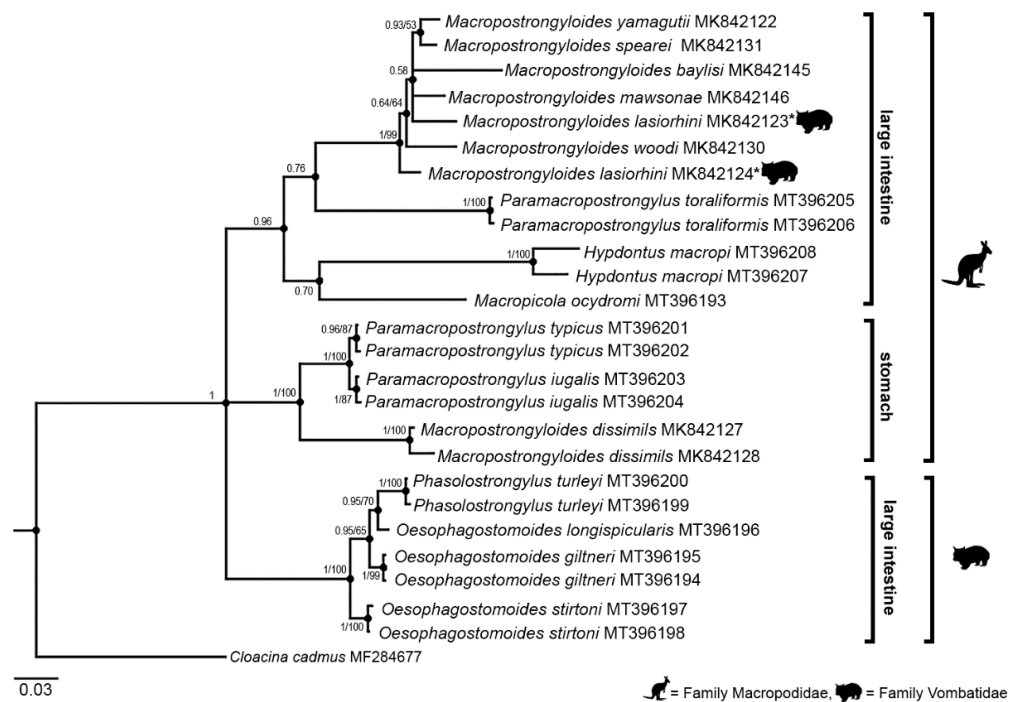 0.93/53
Macropostrongyloides yamagutii MK842122
Macropostrongyloides spearei MK842131
0.58
Macropostrongyloides baylisi MK842145
Macropostrongyloides mawsonae MK842146
0.64/64
Macropostrongyloides lasiorhini MK842123*
1/99
Macropostrongyloides woodi MK842130
Macropostrongyloides lasiorhini MK842124*
0.76
1/100
Paramacropostrongylus toraliformis MT396205
Paramacropostrongylus toraliformis MT396206
0.96
1/100
Hypdontus macropi MT396208
Hypdontus macropi MT396207
0.70
Macropicola ocydromi MT396193
large intestine
0.96/87
Paramacropostrongylus typicus MT396201
Paramacropostrongylus typicus MT396202
1/100
Paramacropostrongylus iugalis MT396203
1/87
Paramacropostrongylus iugalis MT396204
1
1/100
1/100
Macropostrongyloides dissimils MK842127
Macropostrongyloides dissimils MK842128
stomach
1/100
Phasolostrongylus turleyi MT396200
Phasolostrongylus turleyi MT396199
0.95/70
Oesophagostomoides longispicularis MT396196
0.95/65
Oesophagostomoides giltneri MT396195
1/99
Oesophagostomoides giltneri MT396194
1/100
Oesophagostomoides stirtoni MT396197
1/100
Oesophagostomoides stirtoni MT396198
large intestine
Cloacina cadmus MF284677
0.03
= Family Macropodidae, = Family Vombatidae